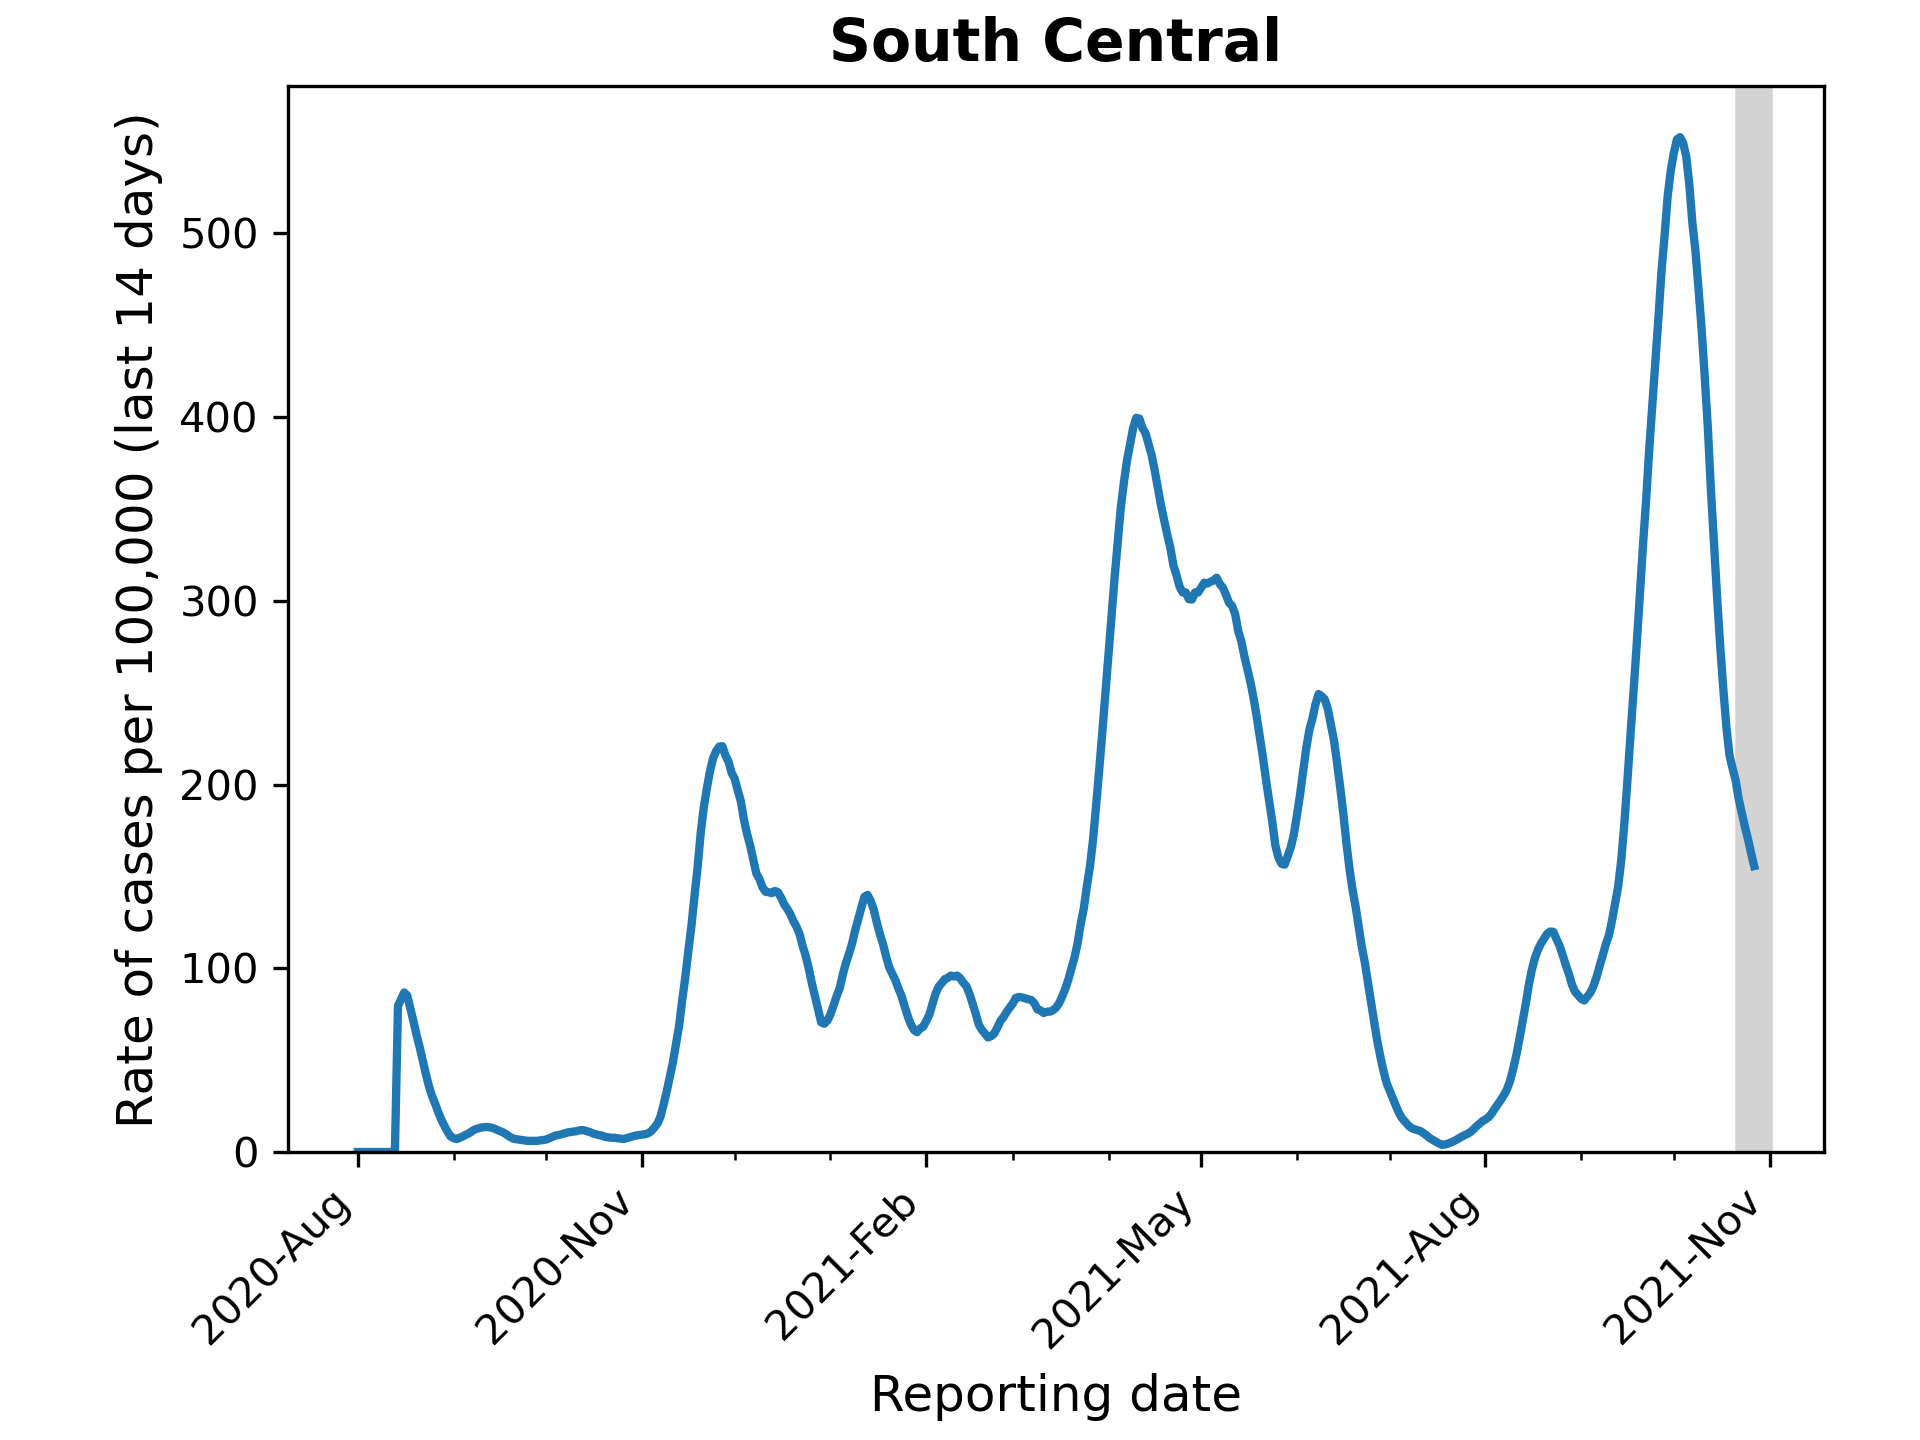 South Central
Rate of cases per 100,000 (last 14 days)
500
400
300
200
100
0
2020-Aug
2020-Nov
2021-Feb
2021-May
2021-Aug
2021-Nov
Reporting date